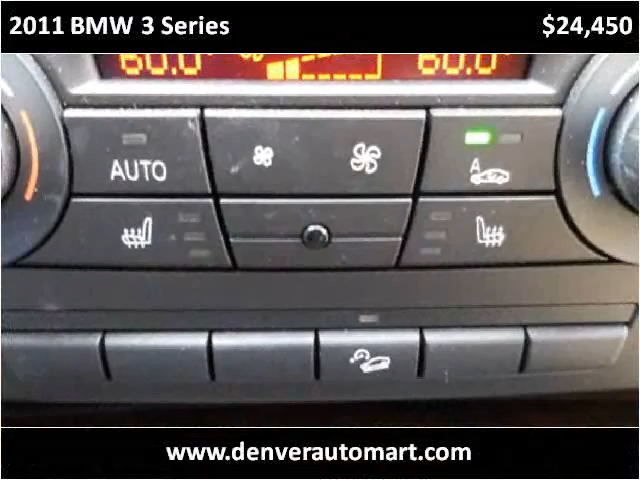 2011 BMW 3 Series $24,450
60.0° 60.0°
AUTO
A
www.denverautomart.com